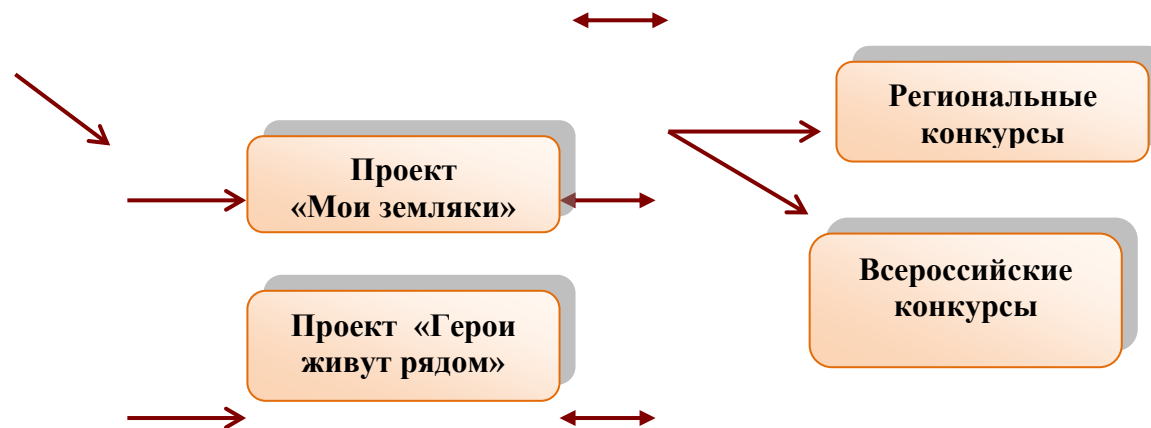 Региональные
конкурсы
Проект
«Мои земляки»
Всероссийские
конкурсы
Проект «Герои
живут рядом»